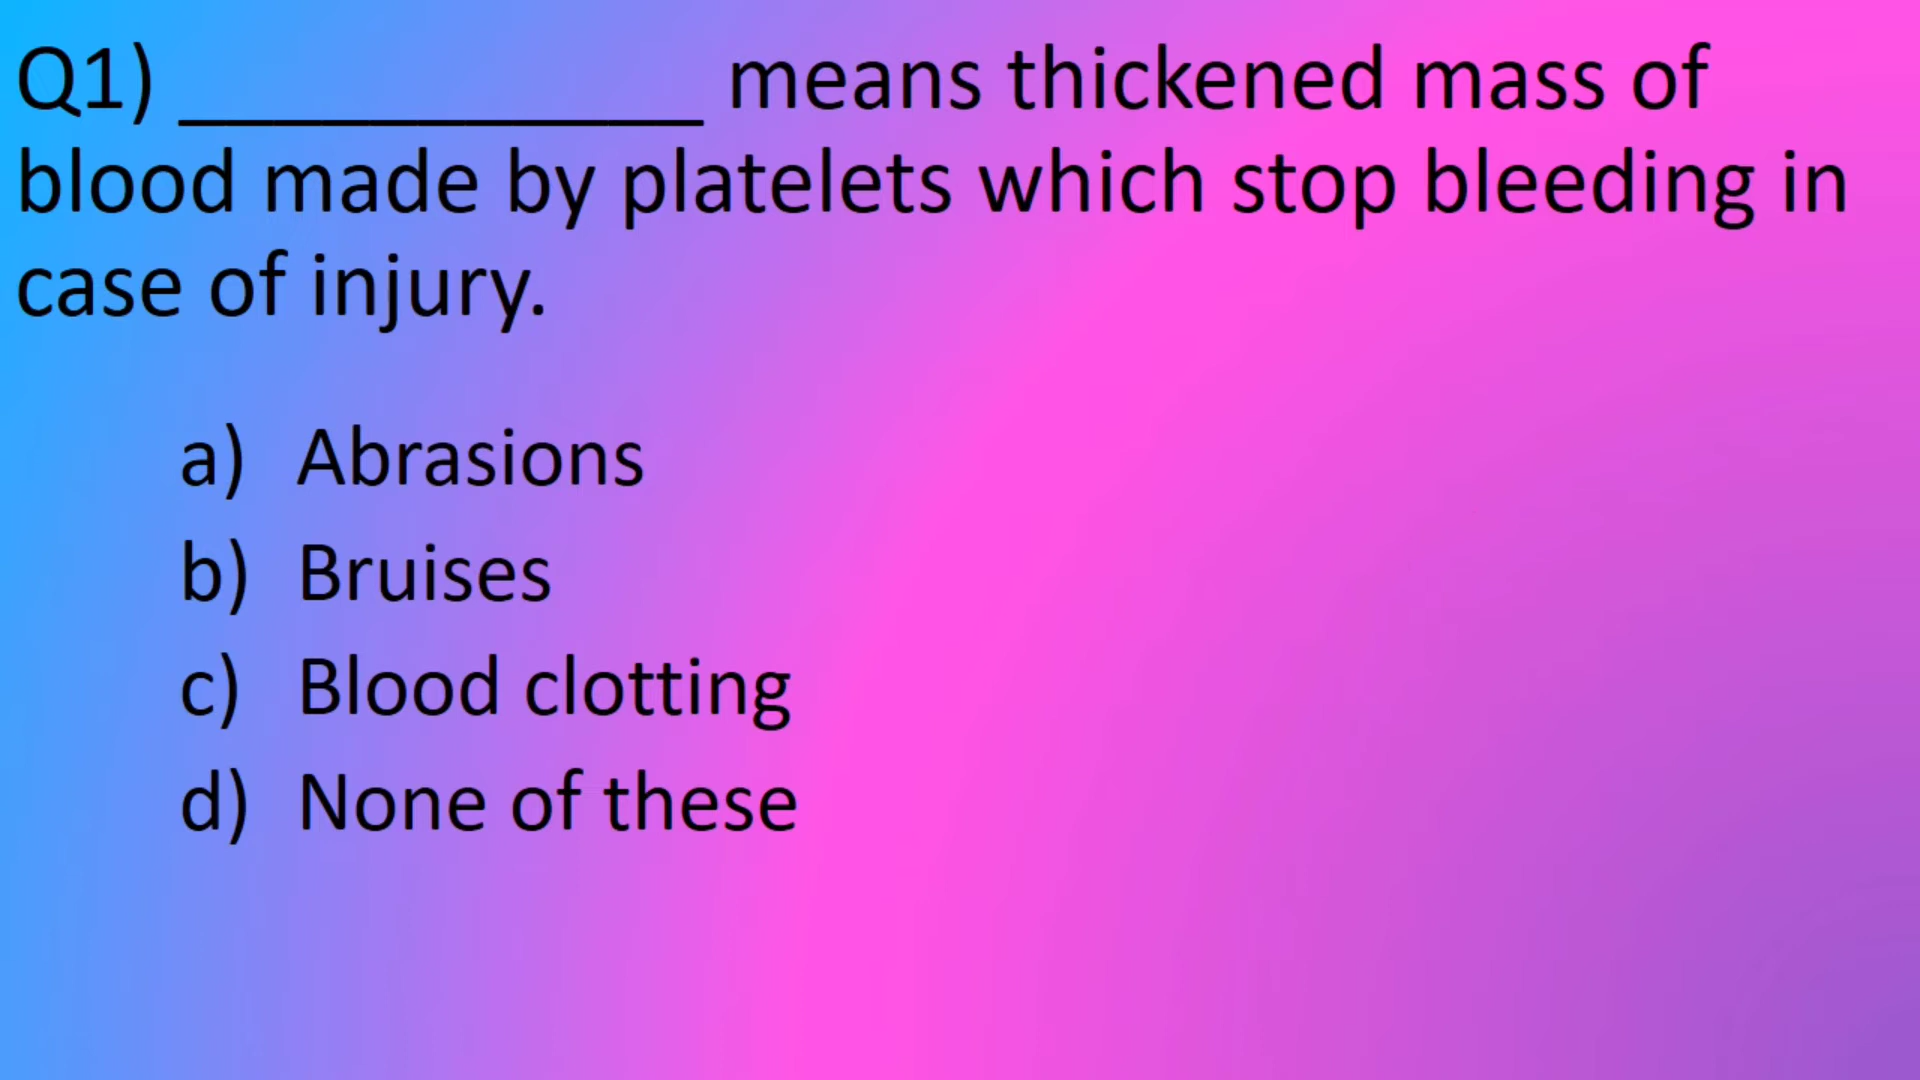 Q1) _____________ means thickened mass of
blood made by platelets which stop bleeding in
case of injury.
a) Abrasions
b) Bruises
c) Blood clotting
d) None of these